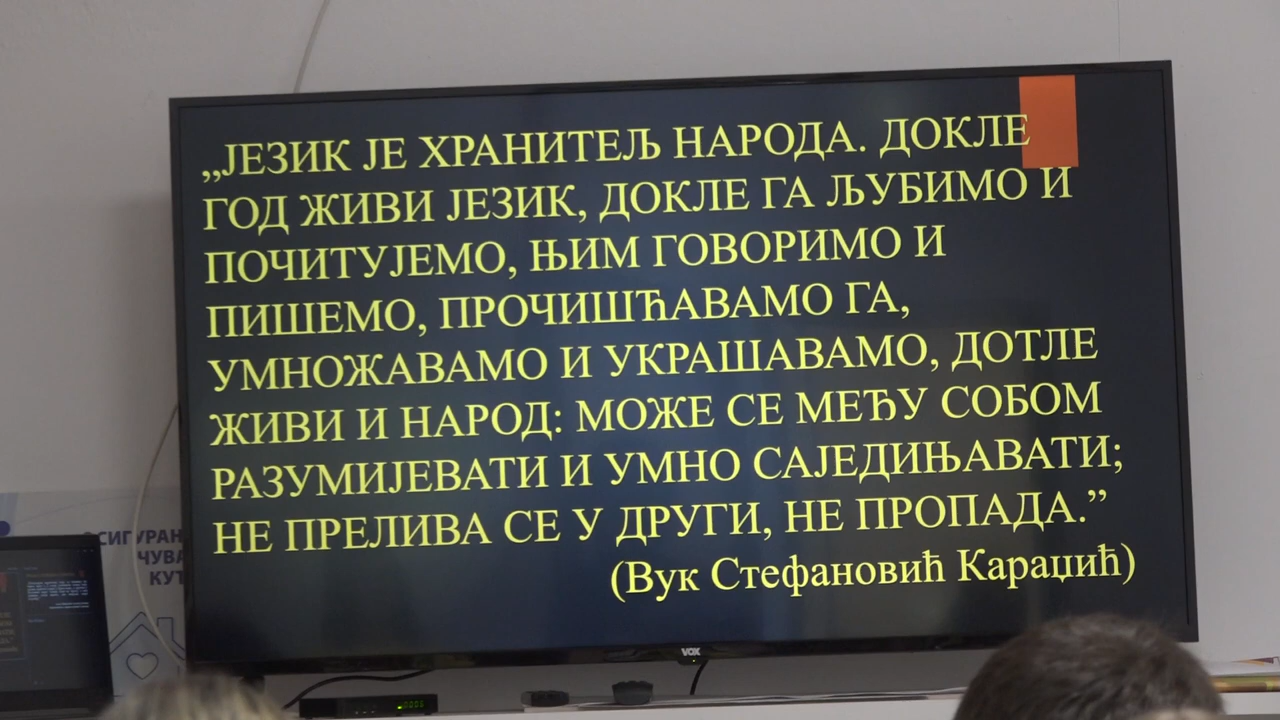 „ЈЕЗИК ЈЕ ХРАНИТЕЉ НАРОДА. ДОКЛЕ
ГОД ЖИВИ ЈЕЗИК, ДОКЛЕ ГА ЉУБИМО И
ПОЧИТУЈЕМО, ЊИМ ГОВОРИМО И
ПИШЕМО, ПРОЧИШЋАВАМО ГА,
УМНОЖАВАМО И УКРАШАВАМО, ДОТЛЕ
ЖИВИ И НАРОД: МОЖЕ СЕ МЕЂУ СОБОМ
РАЗУМИЈЕВАТИ И УМНО САЈЕДИЊАВАТИ;
НЕ ПРЕЛИВА СЕ У ДРУГИ, НЕ ПРОПАДА.”
(Вук Стефановић Караџић)
VOX